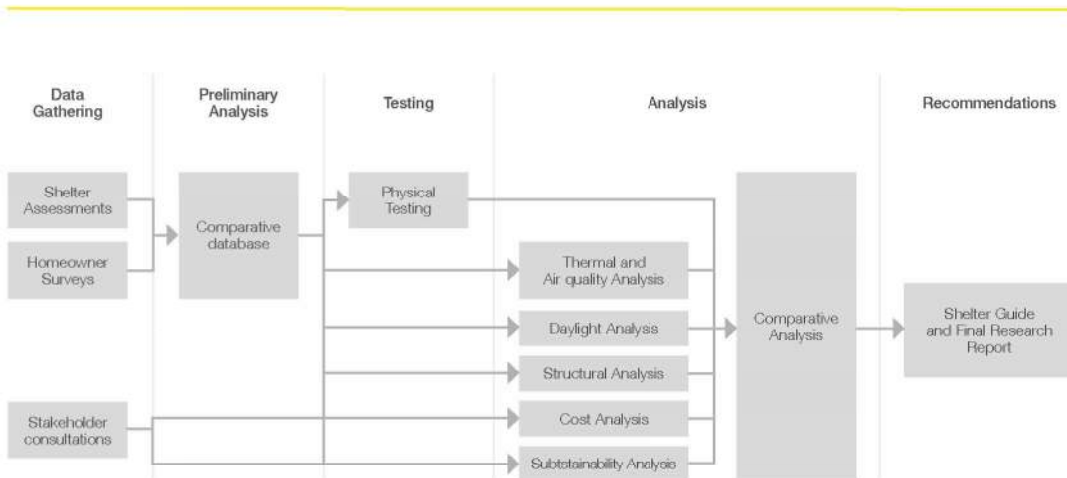 Data
Gathering
Preliminary
Analysis
Testing
Analysis
Recommendations
Shelter
Assessments
Homeowner
Surveys
Stakeholder
consultations
Comparative
database
Physical
Testing
Thermal and
Air quality Analysis
Daylight Analyss
Structural Analysis
Cost Analysis
Subtstainability Analysis
Comparative
Analysis
Shelter Guide
and Final Research
Report